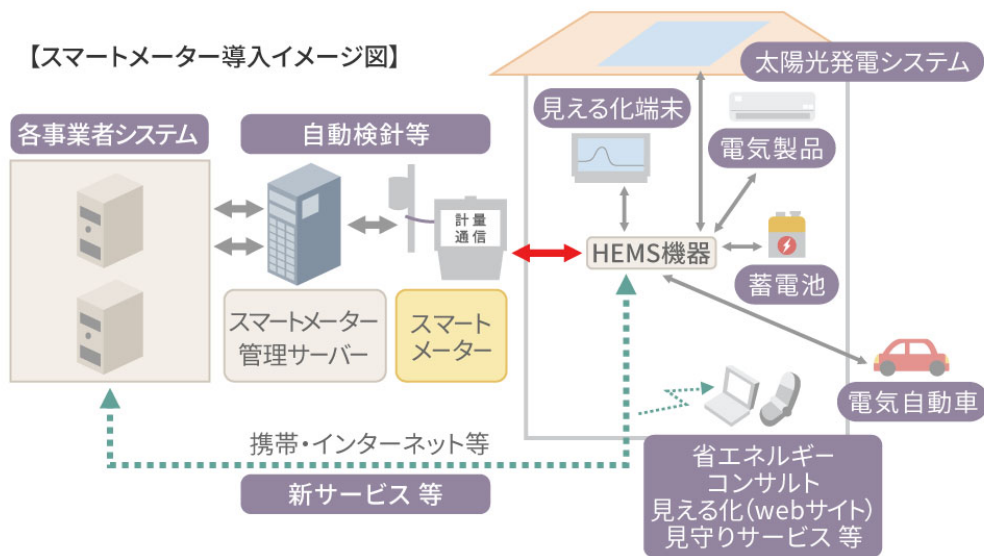 【スマートメーター導入イメージ図】
太陽光発電システム
各事業者システム
自動検針等
見える化端末
電気製品
計量
通信
HEMS機器
蓄電池
スマートメーター
管理サーバー
スマート
メーター
電気自動車
携帯・インターネット等
新サービス 等
省エネルギー
コンサルト
見える化(webサイト)
見守りサービス 等